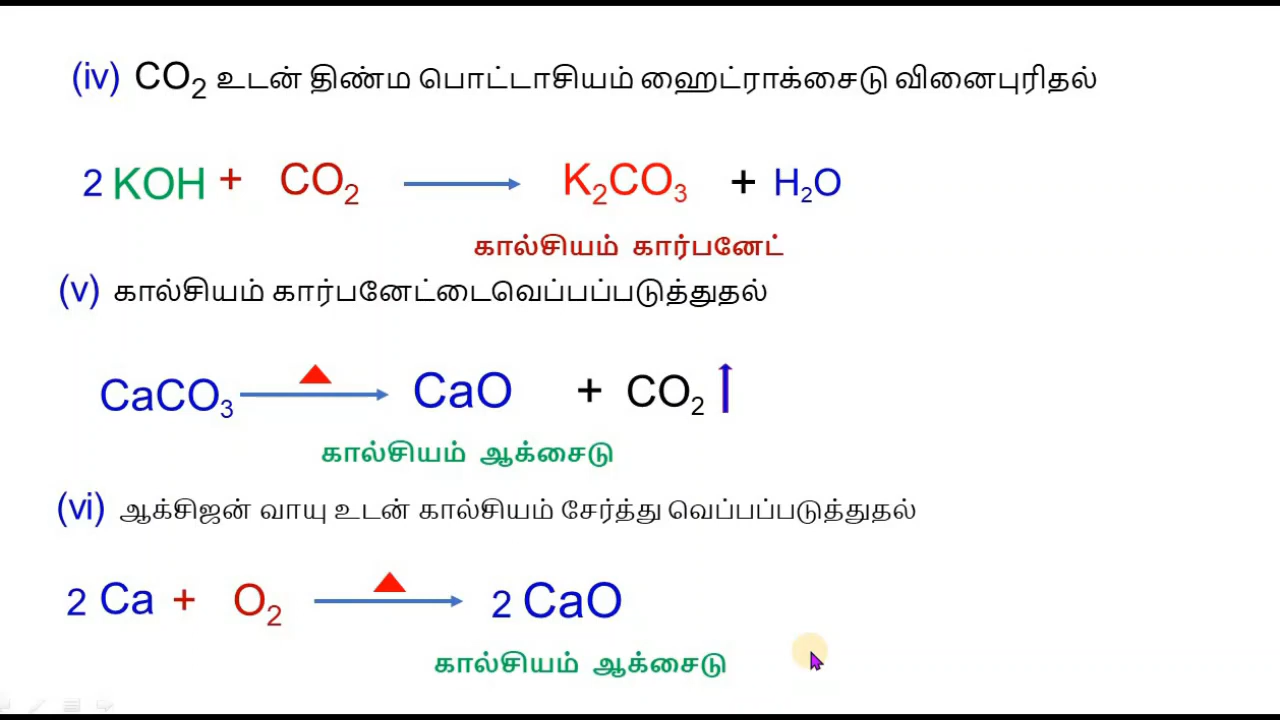 (iv) CO₂ உடன் திண்ம பொட்டாசியம் ஹைட்ராக்சைடு வினைபுரிதல்
2 KOH + CO₂ → K₂CO₃ + H₂O
கால்சியம் கார்பனேட்
(v) கால்சியம் கார்பனேட்டைவெப்பப்படுத்துதல்
CaCO₃ → CaO + CO₂ ↑
கால்சியம் ஆக்சைடு
(vi) ஆக்சிஜன் வாயு உடன் கால்சியம் சேர்த்து வெப்பப்படுத்துதல்
2 Ca + O₂ → 2 CaO
கால்சியம் ஆக்சைடு